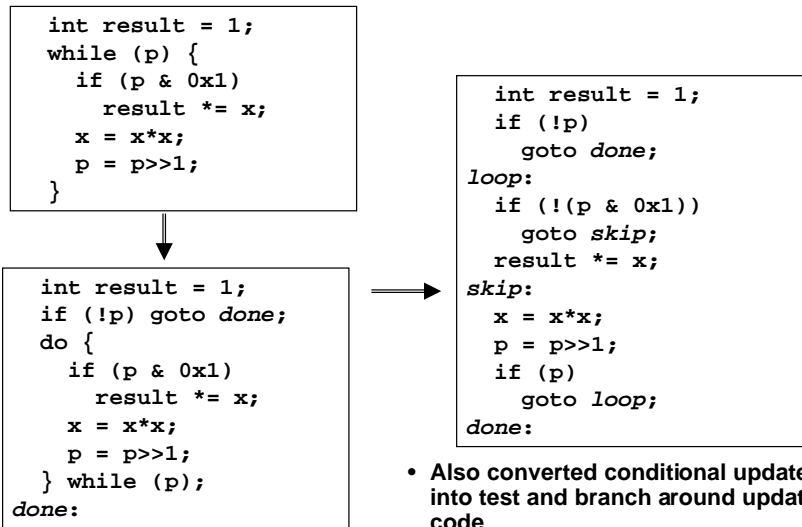 int result = 1;
while (p) {
if (p & 0x1)
result *= x;
x = x*x;
p = p>>1;
}
int result = 1;
if (!p) goto done;
do {
if (p & 0x1)
result *= x;
x = x*x;
p = p>>1;
} while (p);
done:
int result = 1;
if (!p)
goto done;
loop:
if (!(p & 0x1))
goto skip;
result *= x;
skip:
x = x*x;
p = p>>1;
if (p)
goto loop;
done:
• Also converted conditional update
into test and branch around updat
code